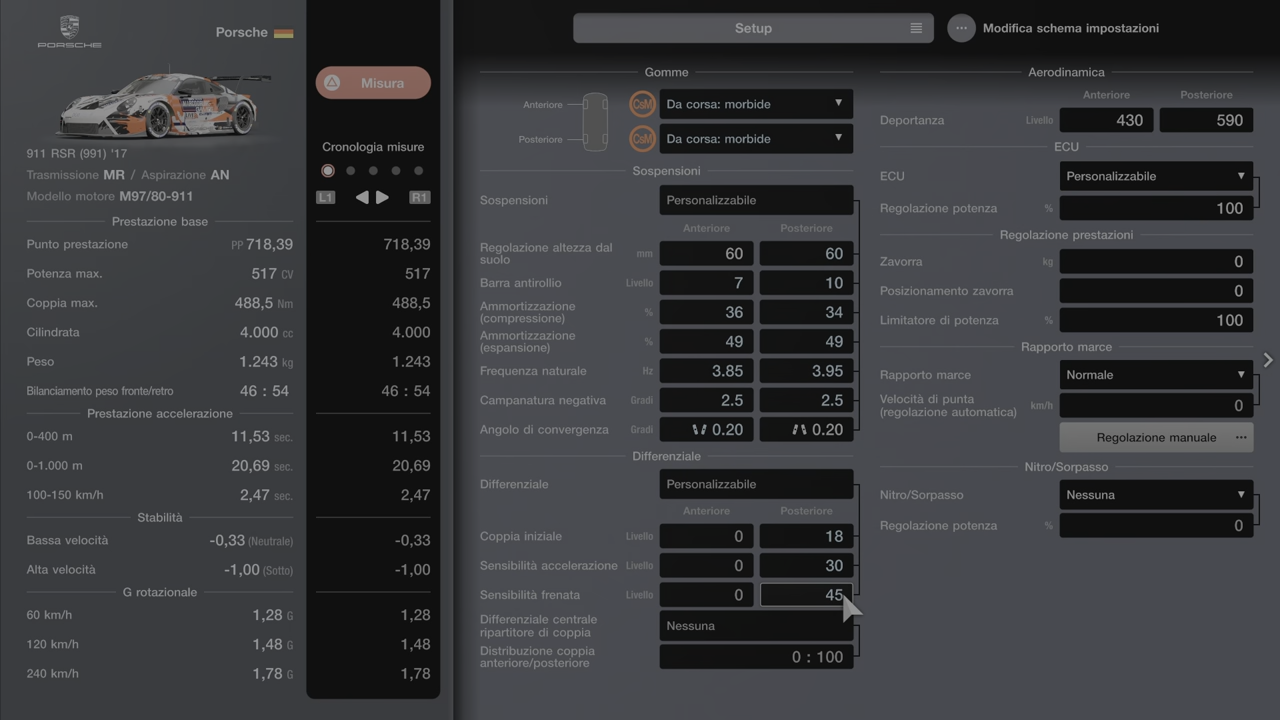 PORSCHE
Porsche
911 RSR (991) '17
Trasmissione MR / Aspirazione AN
Modello motore M97/80-911
Prestazione base
Punto prestazione PP 718,39
Potenza max. 517 CV
Coppia max. 488,5 Nm
Cilindrata 4.000 cc
Peso 1.243 kg
Bilanciamento peso fronte/retro 46 : 54
Prestazione accelerazione
0-400 m 11,53 sec.
0-1.000 m 20,69 sec.
100-150 km/h 2,47 sec.
Stabilità
Bassa velocità -0,33 (Neutrale)
Alta velocità -1,00 (Sotto)
G rotazionale
60 km/h 1,28 G
120 km/h 1,48 G
240 km/h 1,78 G
Misura
Cronologia misure
L1 R1
718,39
517
488,5
4.000
1.243
46 : 54
11,53
20,69
2,47
-0,33
-1,00
1,28
1,48
1,78
Setup
Modifica schema impostazioni
Gomme
Anteriore CsM Da corsa: morbide
Posteriore CsM Da corsa: morbide
Sospensioni
Sospensioni Personalizzabile
Anteriore Posteriore
Regolazione altezza dal
suolo mm 60 60
Barra antirollio Livello 7 10
Ammortizzazione
(compressione) % 36 34
Ammortizzazione
(espansione) % 49 49
Frequenza naturale Hz 3.85 3.95
Campanatura negativa Gradi 2.5 2.5
Angolo di convergenza Gradi 0.20 0.20
Differenziale
Differenziale Personalizzabile
Anteriore Posteriore
Coppia iniziale Livello 0 18
Sensibilità accelerazione Livello 0 30
Sensibilità frenata Livello 0 45
Differenziale centrale
ripartitore di coppia Nessuna
Distribuzione coppia
anteriore/posteriore 0 : 100
Aerodinamica
Anteriore Posteriore
Deportanza Livello 430 590
ECU
ECU Personalizzabile
Regolazione potenza % 100
Regolazione prestazioni
Zavorra kg 0
Posizionamento zavorra 0
Limitatore di potenza % 100
Rapporto marce
Rapporto marce Normale
Velocità di punta
(regolazione automatica) km/h 0
Regolazione manuale
Nitro/Sorpasso
Nitro/Sorpasso Nessuna
Regolazione potenza % 0